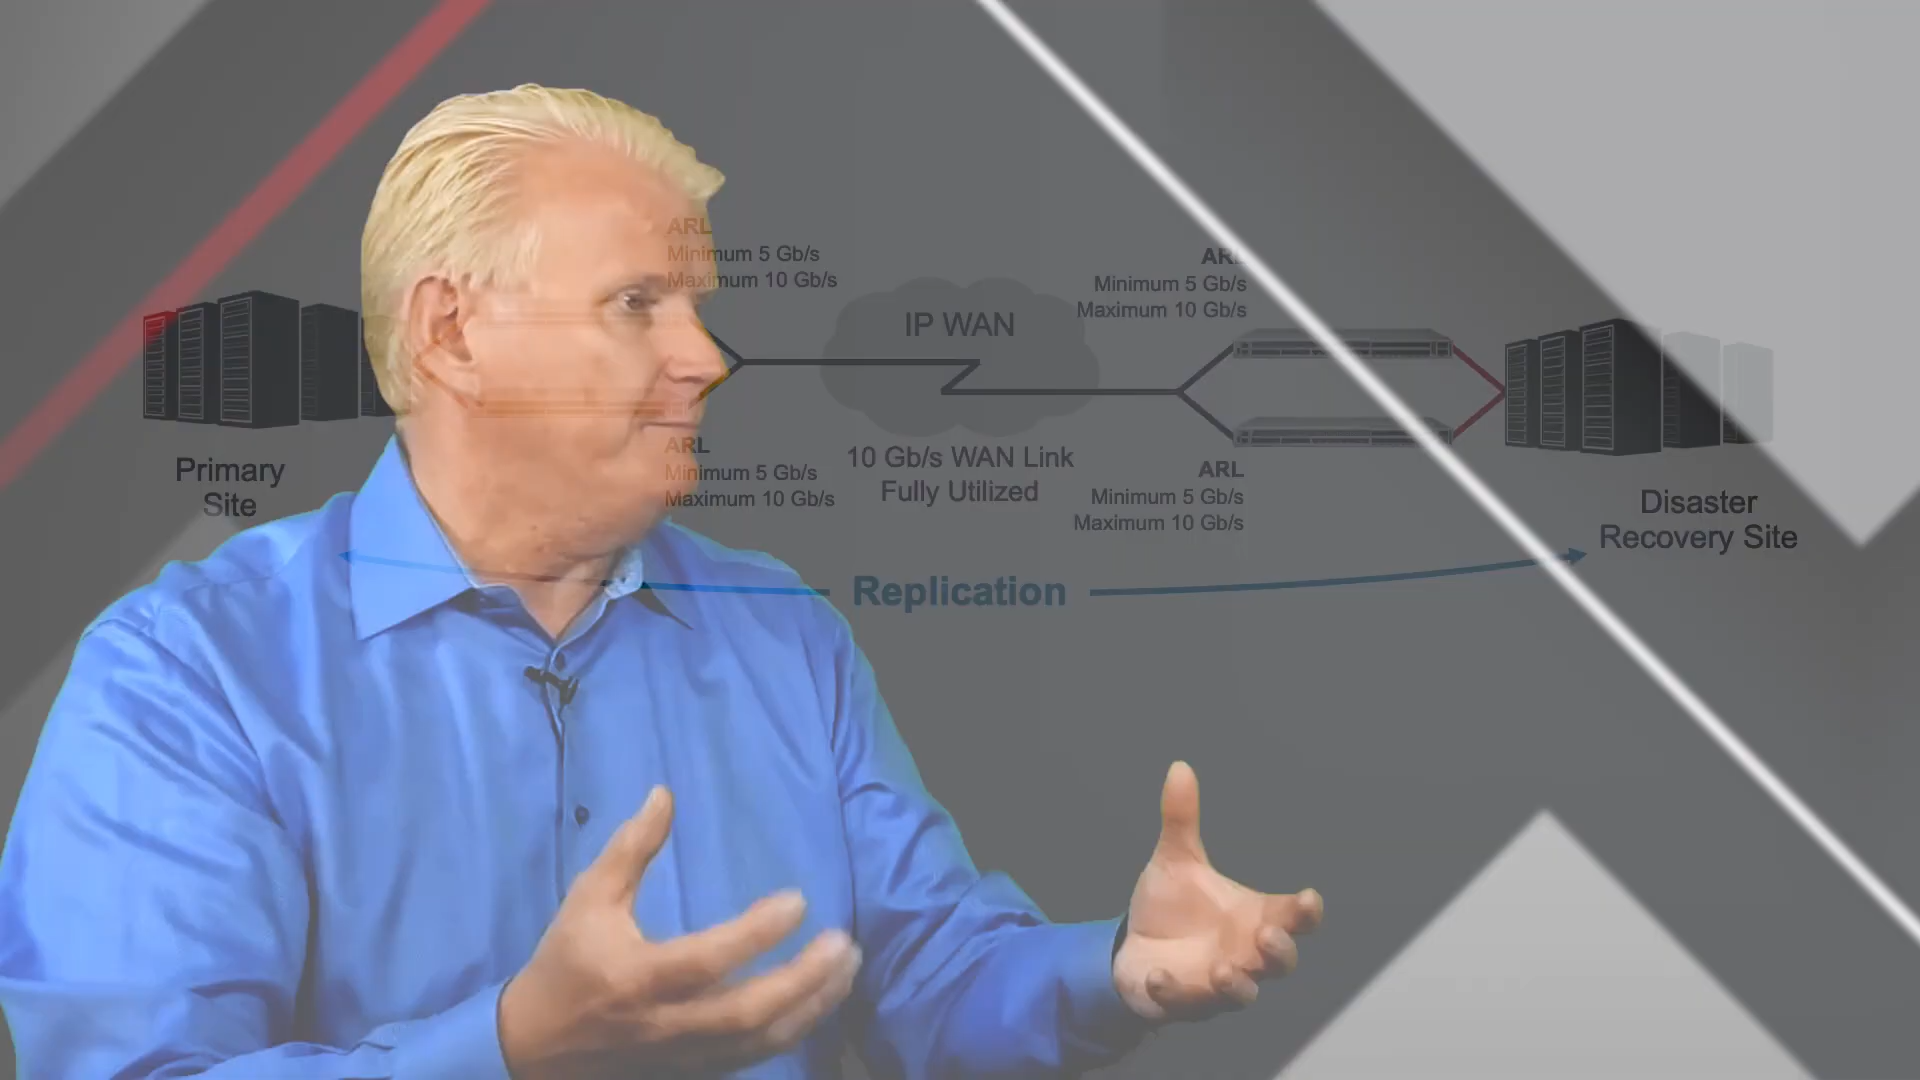 ARL
Minimum 5 Gb/s
Maximum 10 Gb/s
ARL
Minimum 5 Gb/s
Maximum 10 Gb/s
IP WAN
10 Gb/s WAN Link
Fully Utilized
ARL
Minimum 5 Gb/s
Maximum 10 Gb/s
ARL
Minimum 5 Gb/s
Maximum 10 Gb/s
Primary
Site
Disaster
Recovery Site
Replication